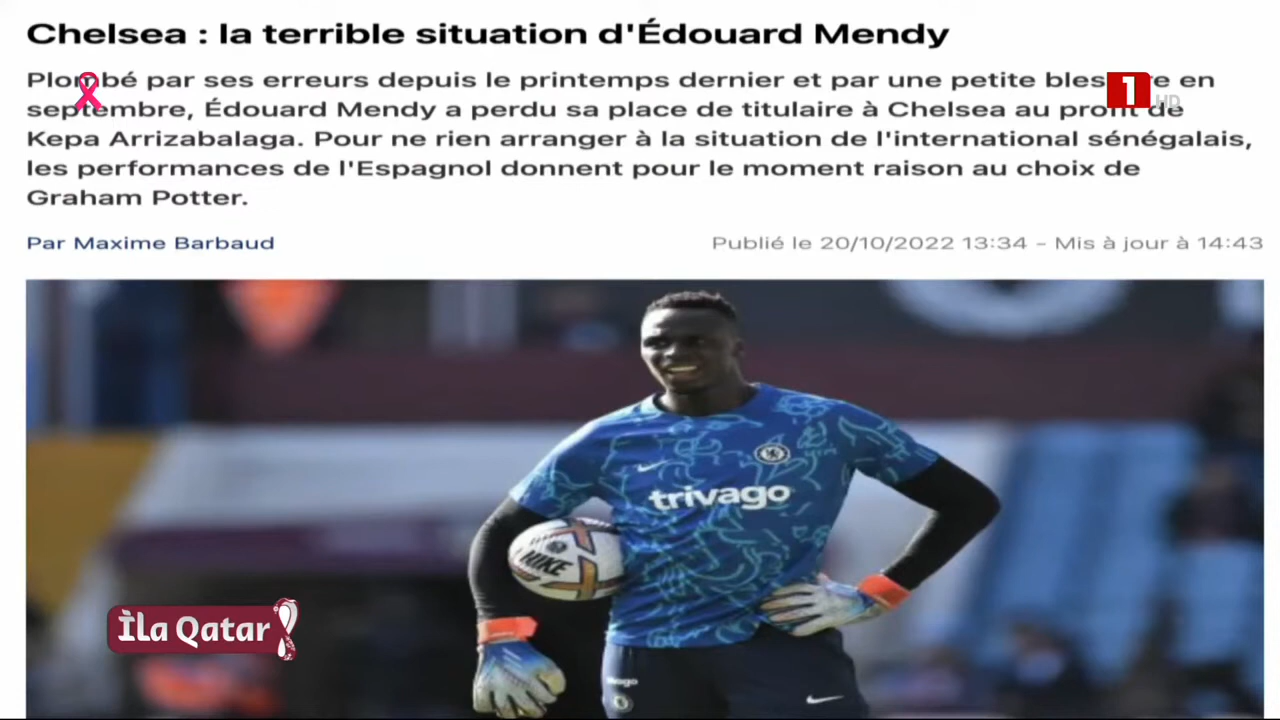 Chelsea : la terrible situation d'Édouard Mendy
Plombé par ses erreurs depuis le printemps dernier et par une petite blessure en
septembre, Édouard Mendy a perdu sa place de titulaire à Chelsea au profit de
Kepa Arrizabalaga. Pour ne rien arranger à la situation de l'international sénégalais,
les performances de l'Espagnol donnent pour le moment raison au choix de
Graham Potter.
Par Maxime Barbaud
Publié le 20/10/2022 13:34 - Mis à jour à 14:43
1 HD
trivago
NIKE
ila Qatar